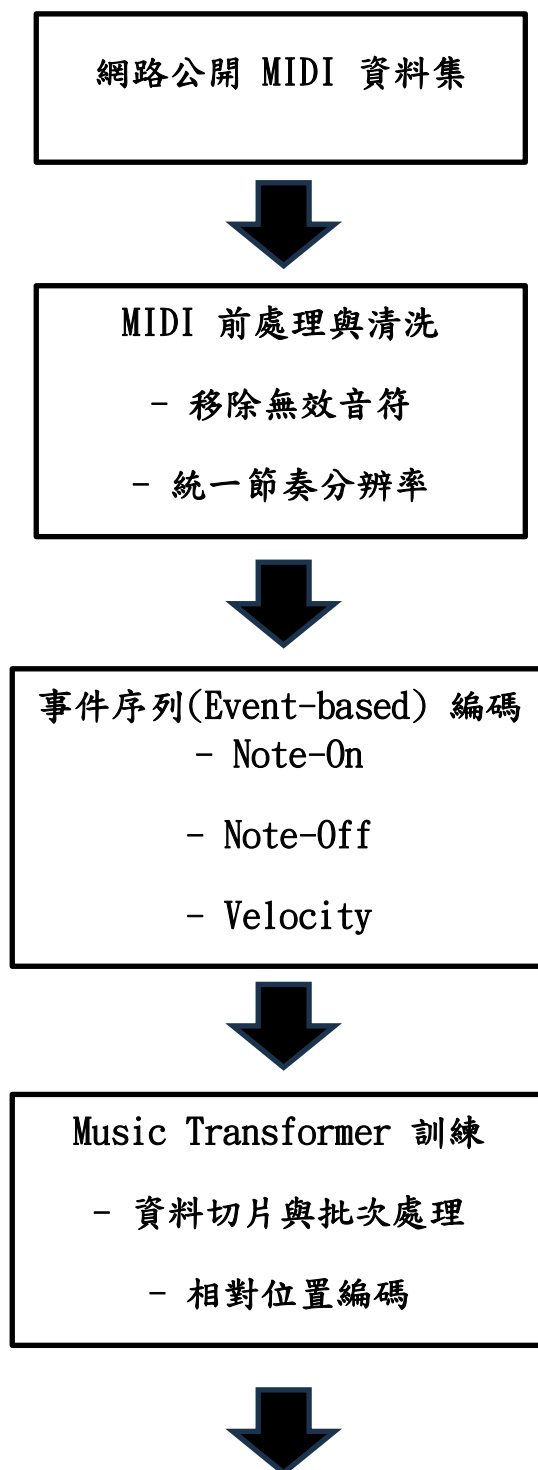 網路公開 MIDI 資料集
MIDI 前處理與清洗
- 移除無效音符
- 統一節奏分辨率
事件序列(Event-based) 編碼
- Note-On
- Note-Off
- Velocity
Music Transformer 訓練
- 資料切片與批次處理
- 相對位置編碼